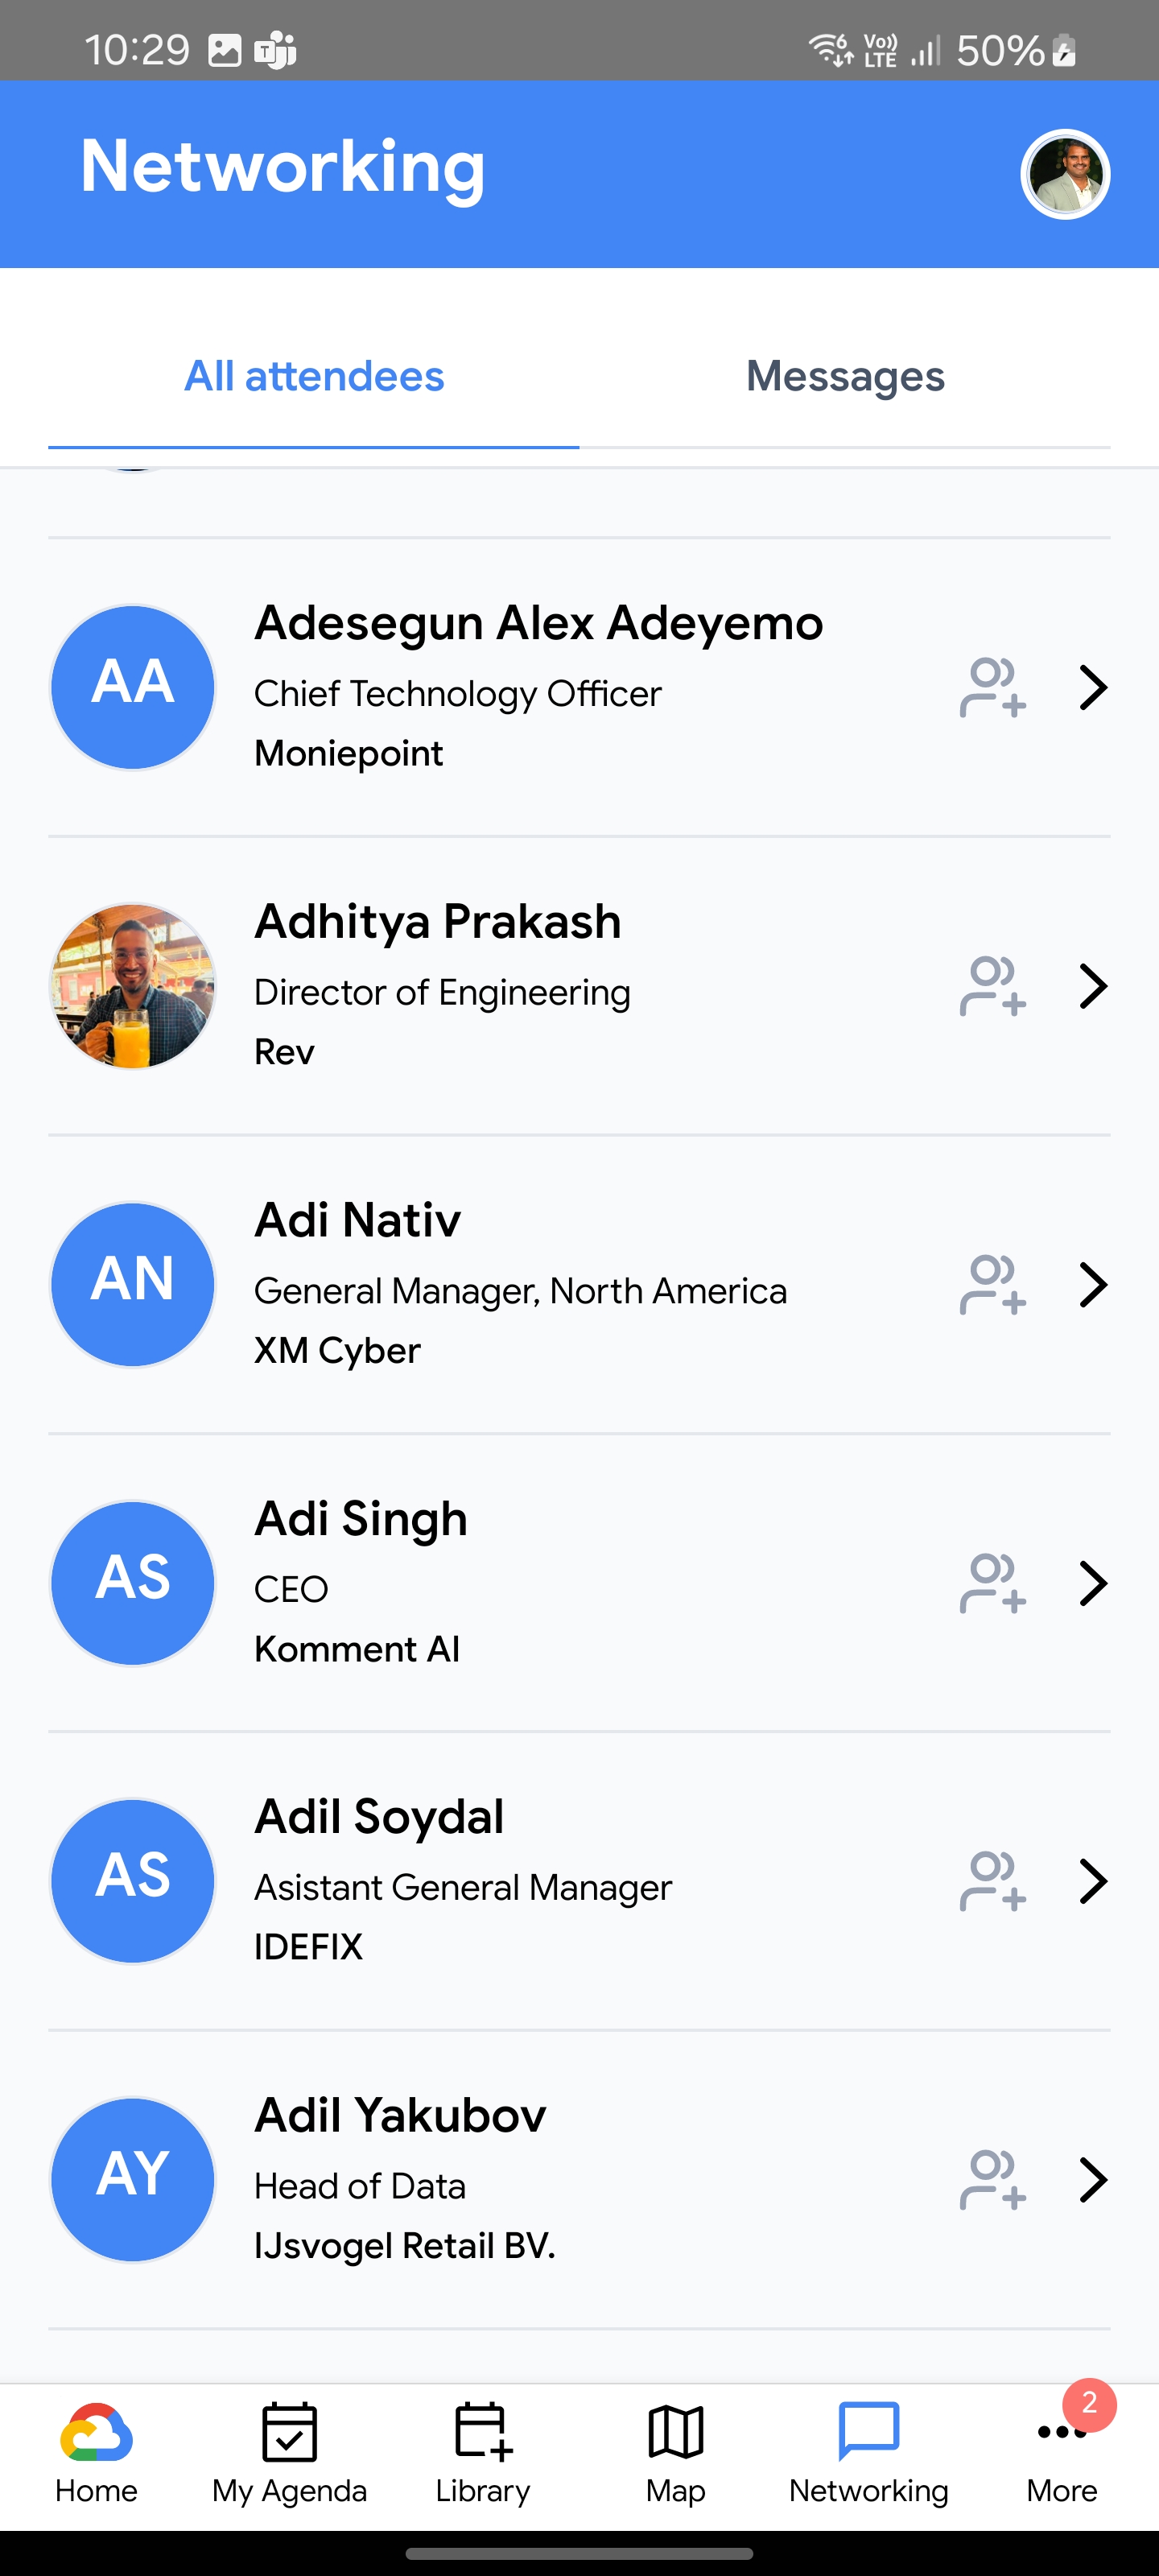 10:29
Vo)) LTE
50%
Networking
All attendees
Messages
AA
Adesegun Alex Adeyemo
Chief Technology Officer
Moniepoint
Adhitya Prakash
Director of Engineering
Rev
AN
Adi Nativ
General Manager, North America
XM Cyber
AS
Adi Singh
CEO
Komment AI
AS
Adil Soydal
Asistant General Manager
IDEFIX
AY
Adil Yakubov
Head of Data
IJsvogel Retail BV.
2
Home
My Agenda
Library
Map
Networking
More